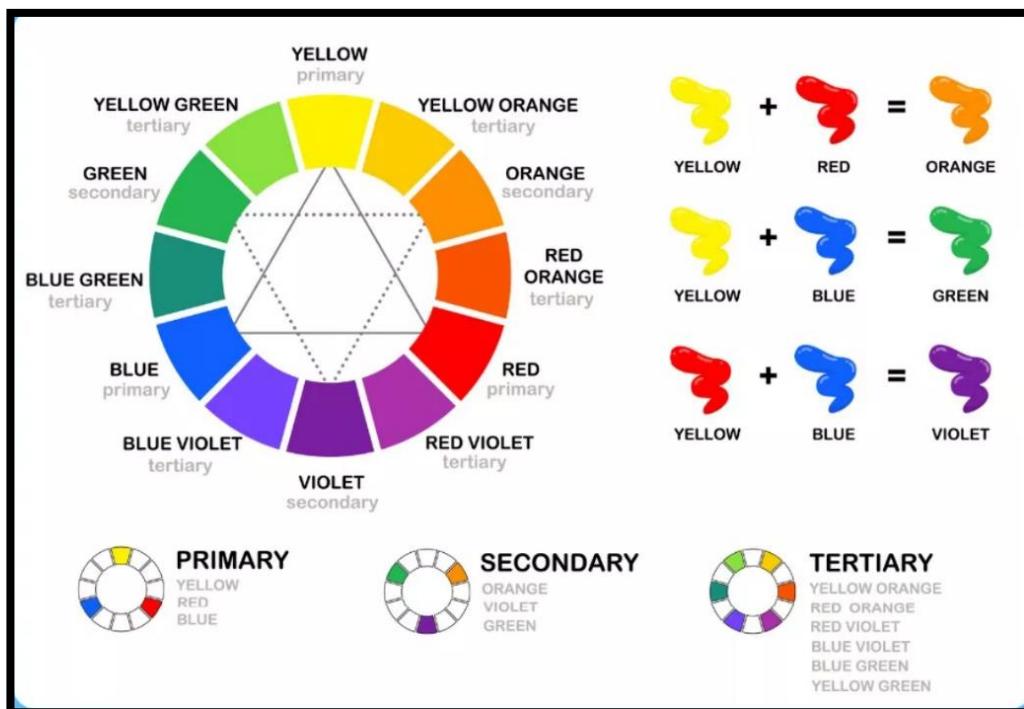 YELLOW
primary
YELLOW GREEN
tertiary
YELLOW ORANGE
tertiary
GREEN
secondary
ORANGE
secondary
BLUE GREEN
tertiary
RED
ORANGE
tertiary
BLUE
primary
RED
primary
BLUE VIOLET
tertiary
RED VIOLET
tertiary
VIOLET
secondary
+ =
YELLOW RED ORANGE
+ =
YELLOW BLUE GREEN
+ =
YELLOW BLUE VIOLET
PRIMARY
YELLOW
RED
BLUE
SECONDARY
ORANGE
VIOLET
GREEN
TERTIARY
YELLOW ORANGE
RED ORANGE
RED VIOLET
BLUE VIOLET
BLUE GREEN
YELLOW GREEN